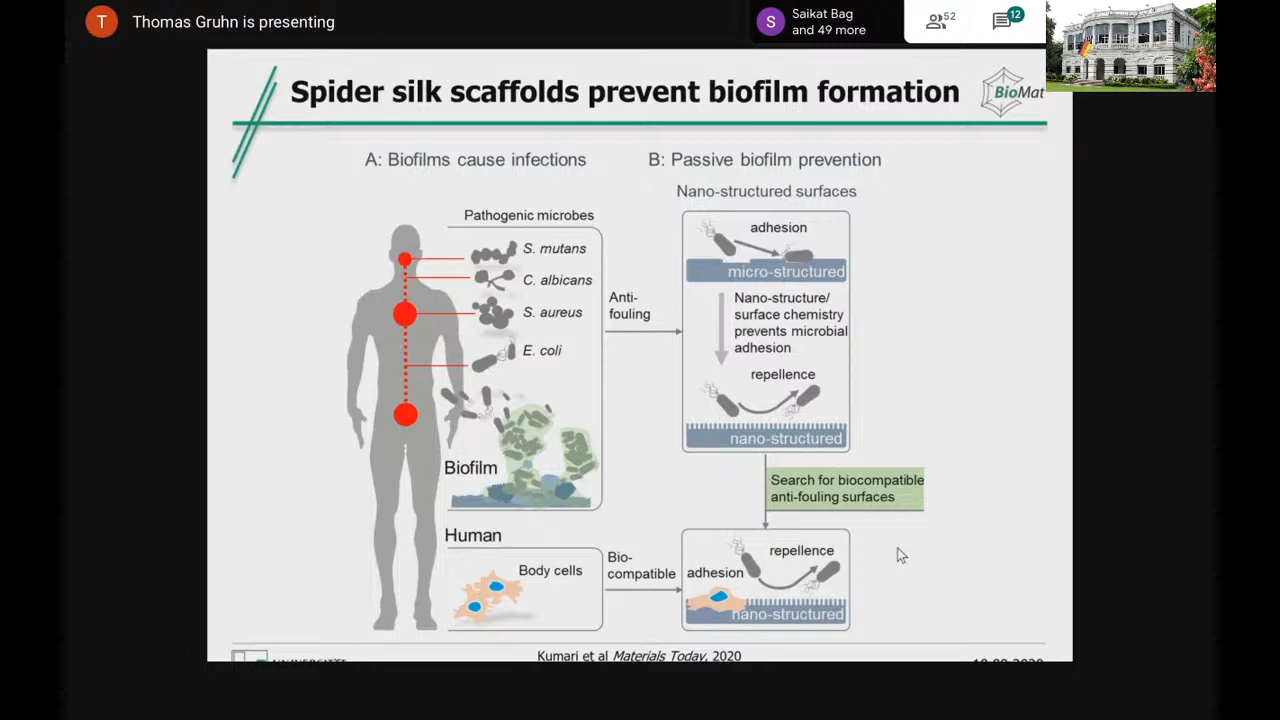 T
Thomas Gruhn is presenting
S
Saikat Bag
and 49 more
52
12
Spider silk scaffolds prevent biofilm formation
BioMat
A: Biofilms cause infections
B: Passive biofilm prevention
Nano-structured surfaces
Pathogenic microbes
S. mutans
C. albicans
S. aureus
E. coli
Biofilm
Anti-
fouling
adhesion
micro-structured
Nano-structure/
surface chemistry
prevents microbial
adhesion
repellence
nano-structured
Search for biocompatible
anti-fouling surfaces
Human
Body cells
Bio-
compatible
repellence
adhesion
nano-structured
Kumari et al Materials Today, 2020